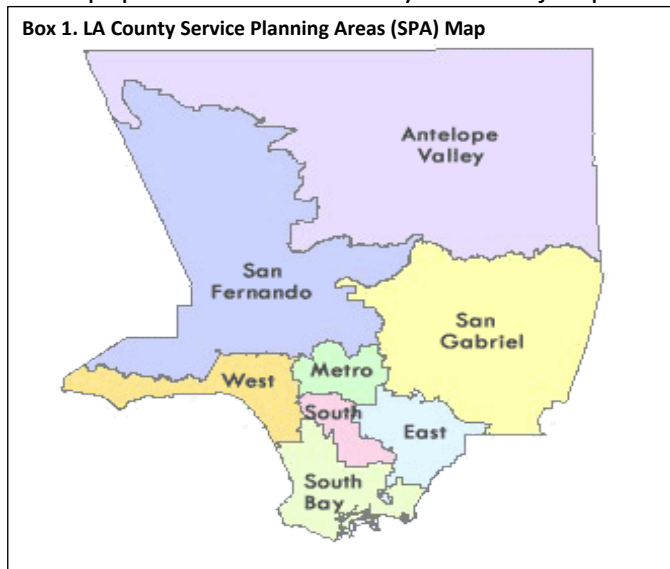 Box 1. LA County Service Planning Areas (SPA) Map
Antelope
Valley
San
Fernando
San
Gabriel
West
Metro
South
East
South
Bay